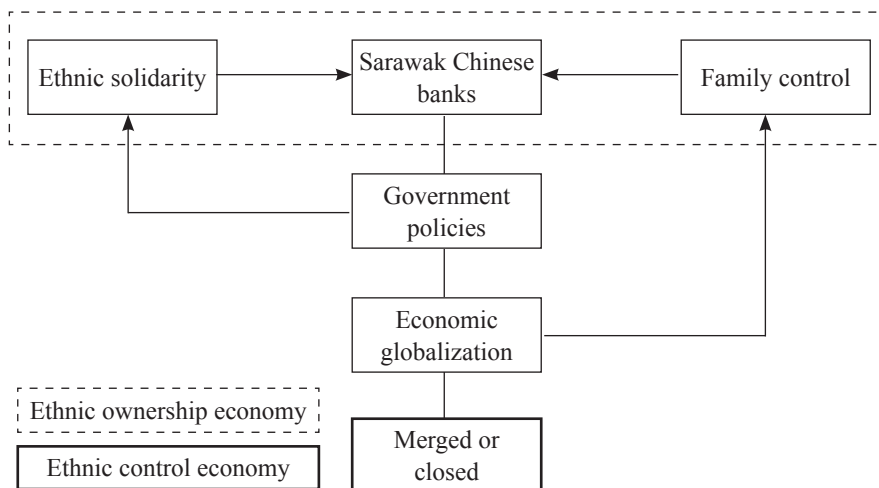 Ethnic solidarity
Sarawak Chinese
banks
Family control
Government
policies
Economic
globalization
Ethnic ownership economy
Merged or
closed
Ethnic control economy